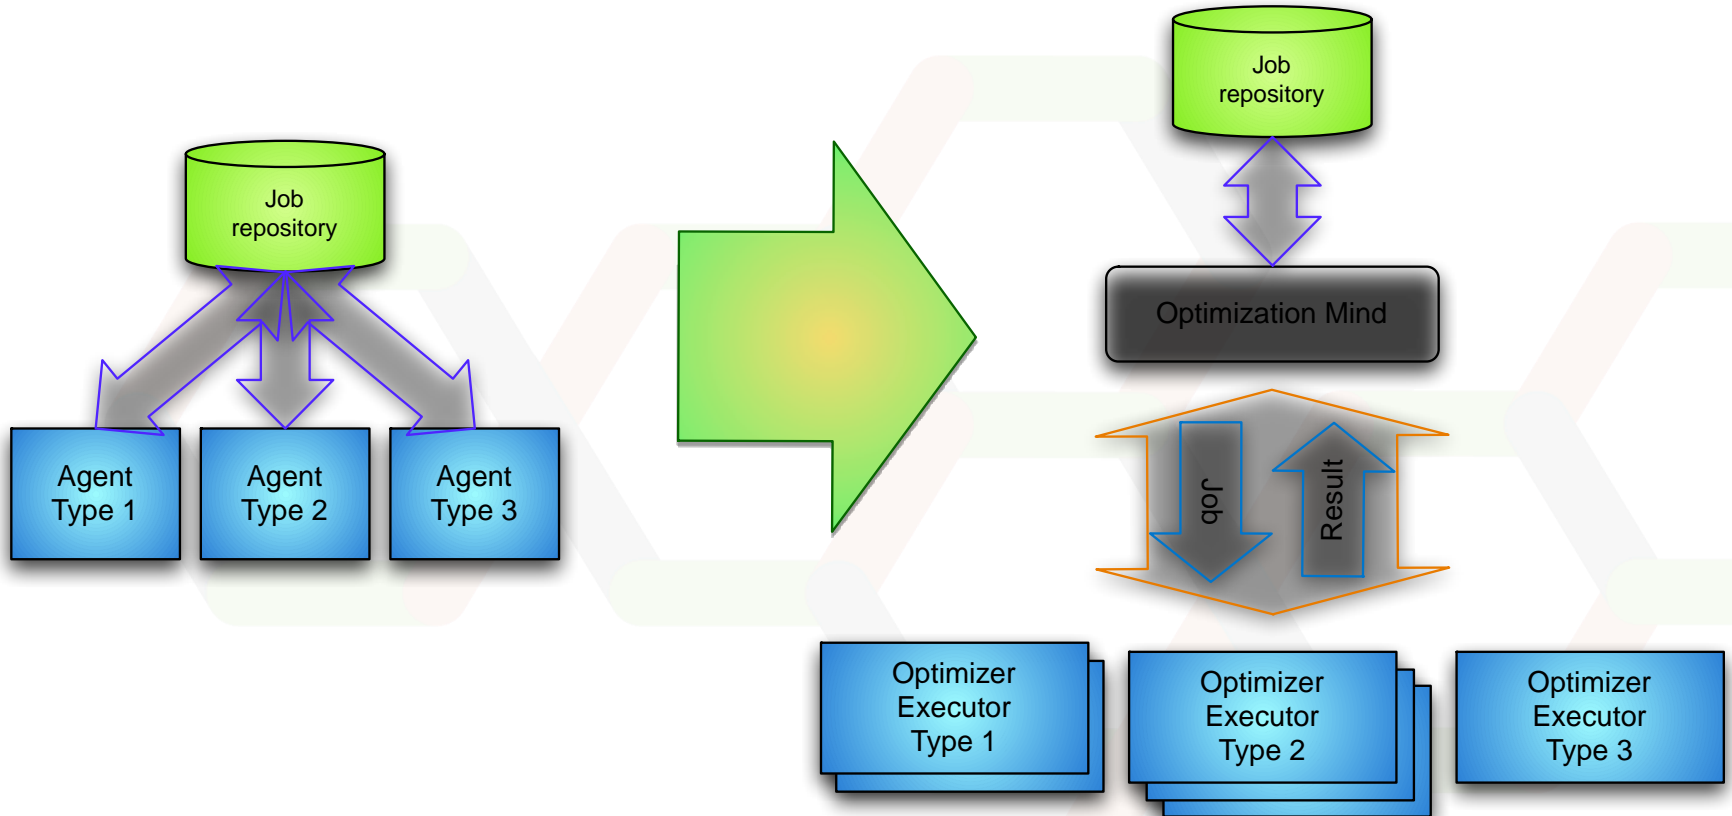 Job
repository
Agent
Type 1
Agent
Type 2
Agent
Type 3
Job
repository
Optimization Mind
Job
Result
Optimizer
Executor
Type 1
Optimizer
Executor
Type 2
Optimizer
Executor
Type 3